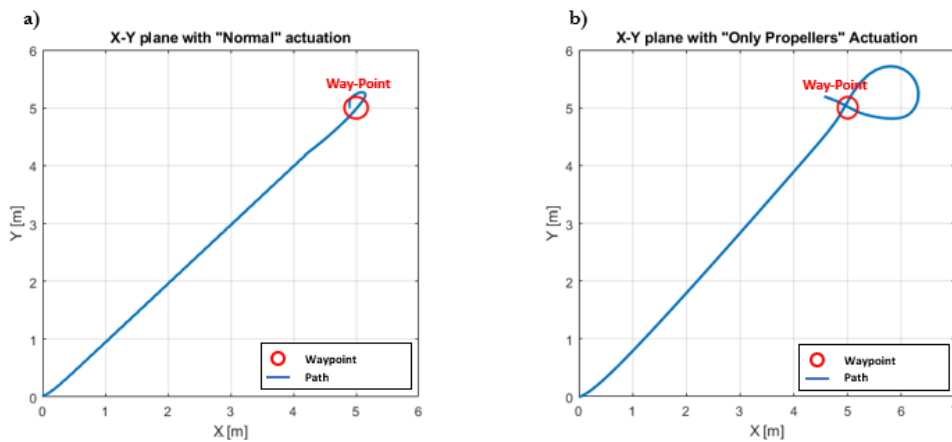 a)
X-Y plane with "Normal" actuation
6
5
4
3
2
1
0
Y [m]
Way-Point
Waypoint
Path
0 1 2 3 4 5 6
X [m]
b)
X-Y plane with "Only Propellers" Actuation
6
5
4
3
2
1
0
Y [m]
Way-Point
Waypoint
Path
0 1 2 3 4 5 6
X [m]